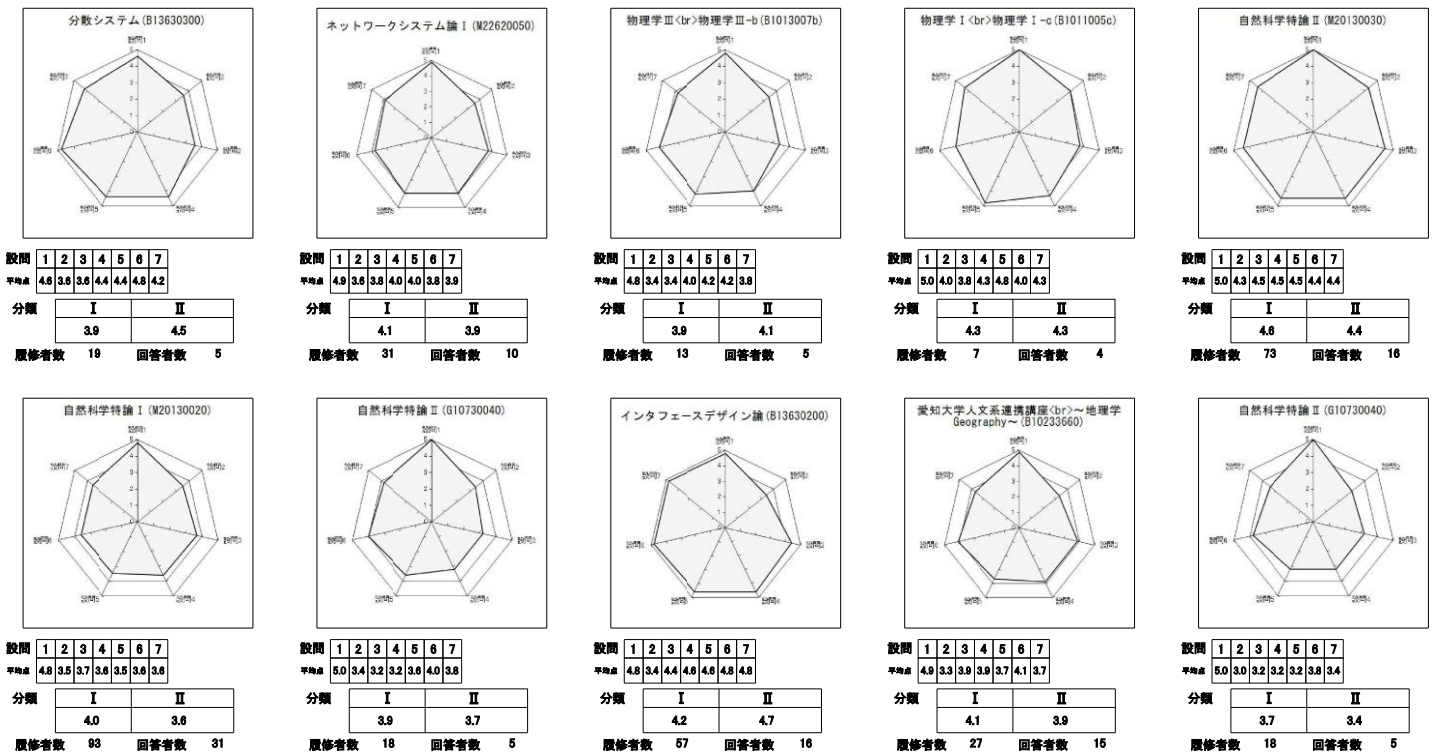 分散システム(B13630300)
設問 1 2 3 4 5 6 7
平均点 4.6 3.6 3.6 4.4 4.4 4.8 4.2
分類 Ⅰ Ⅱ
3.9 4.5
履修者数 19 回答者数 5
ネットワークシステム論Ⅰ(M22620050)
設問 1 2 3 4 5 6 7
平均点 4.9 3.6 3.8 4.0 4.0 3.8 3.9
分類 Ⅰ Ⅱ
4.1 3.9
履修者数 31 回答者数 10
物理学Ⅲ<br>物理学Ⅲ-b(B1013007b)
設問 1 2 3 4 5 6 7
平均点 4.8 3.4 3.4 4.0 4.2 4.2 3.8
分類 Ⅰ Ⅱ
3.9 4.1
履修者数 13 回答者数 5
物理学Ⅰ<br>物理学Ⅰ-c(B1011005c)
設問 1 2 3 4 5 6 7
平均点 5.0 4.0 3.8 4.3 4.8 4.0 4.3
分類 Ⅰ Ⅱ
4.3 4.3
履修者数 7 回答者数 4
自然科学特論Ⅱ(M20130030)
設問 1 2 3 4 5 6 7
平均点 5.0 4.3 4.5 4.5 4.5 4.4 4.4
分類 Ⅰ Ⅱ
4.6 4.4
履修者数 73 回答者数 16
自然科学特論Ⅰ(M20130020)
設問 1 2 3 4 5 6 7
平均点 4.8 3.5 3.7 3.6 3.5 3.6 3.6
分類 Ⅰ Ⅱ
4.0 3.6
履修者数 93 回答者数 31
自然科学特論Ⅱ(G10730040)
設問 1 2 3 4 5 6 7
平均点 5.0 3.4 3.2 3.2 3.6 4.0 3.8
分類 Ⅰ Ⅱ
3.9 3.7
履修者数 18 回答者数 5
インタフェースデザイン論(B13630200)
設問 1 2 3 4 5 6 7
平均点 4.8 3.4 4.4 4.6 4.6 4.8 4.8
分類 Ⅰ Ⅱ
4.2 4.7
履修者数 57 回答者数 16
愛知大学人文系連携講座<br>～地理学
Geography～(B10233660)
設問 1 2 3 4 5 6 7
平均点 4.9 3.3 3.9 3.9 3.7 4.1 3.7
分類 Ⅰ Ⅱ
4.1 3.9
履修者数 27 回答者数 15
自然科学特論Ⅱ(G10730040)
設問 1 2 3 4 5 6 7
平均点 5.0 3.0 3.2 3.2 3.2 3.8 3.4
分類 Ⅰ Ⅱ
3.7 3.4
履修者数 18 回答者数 5